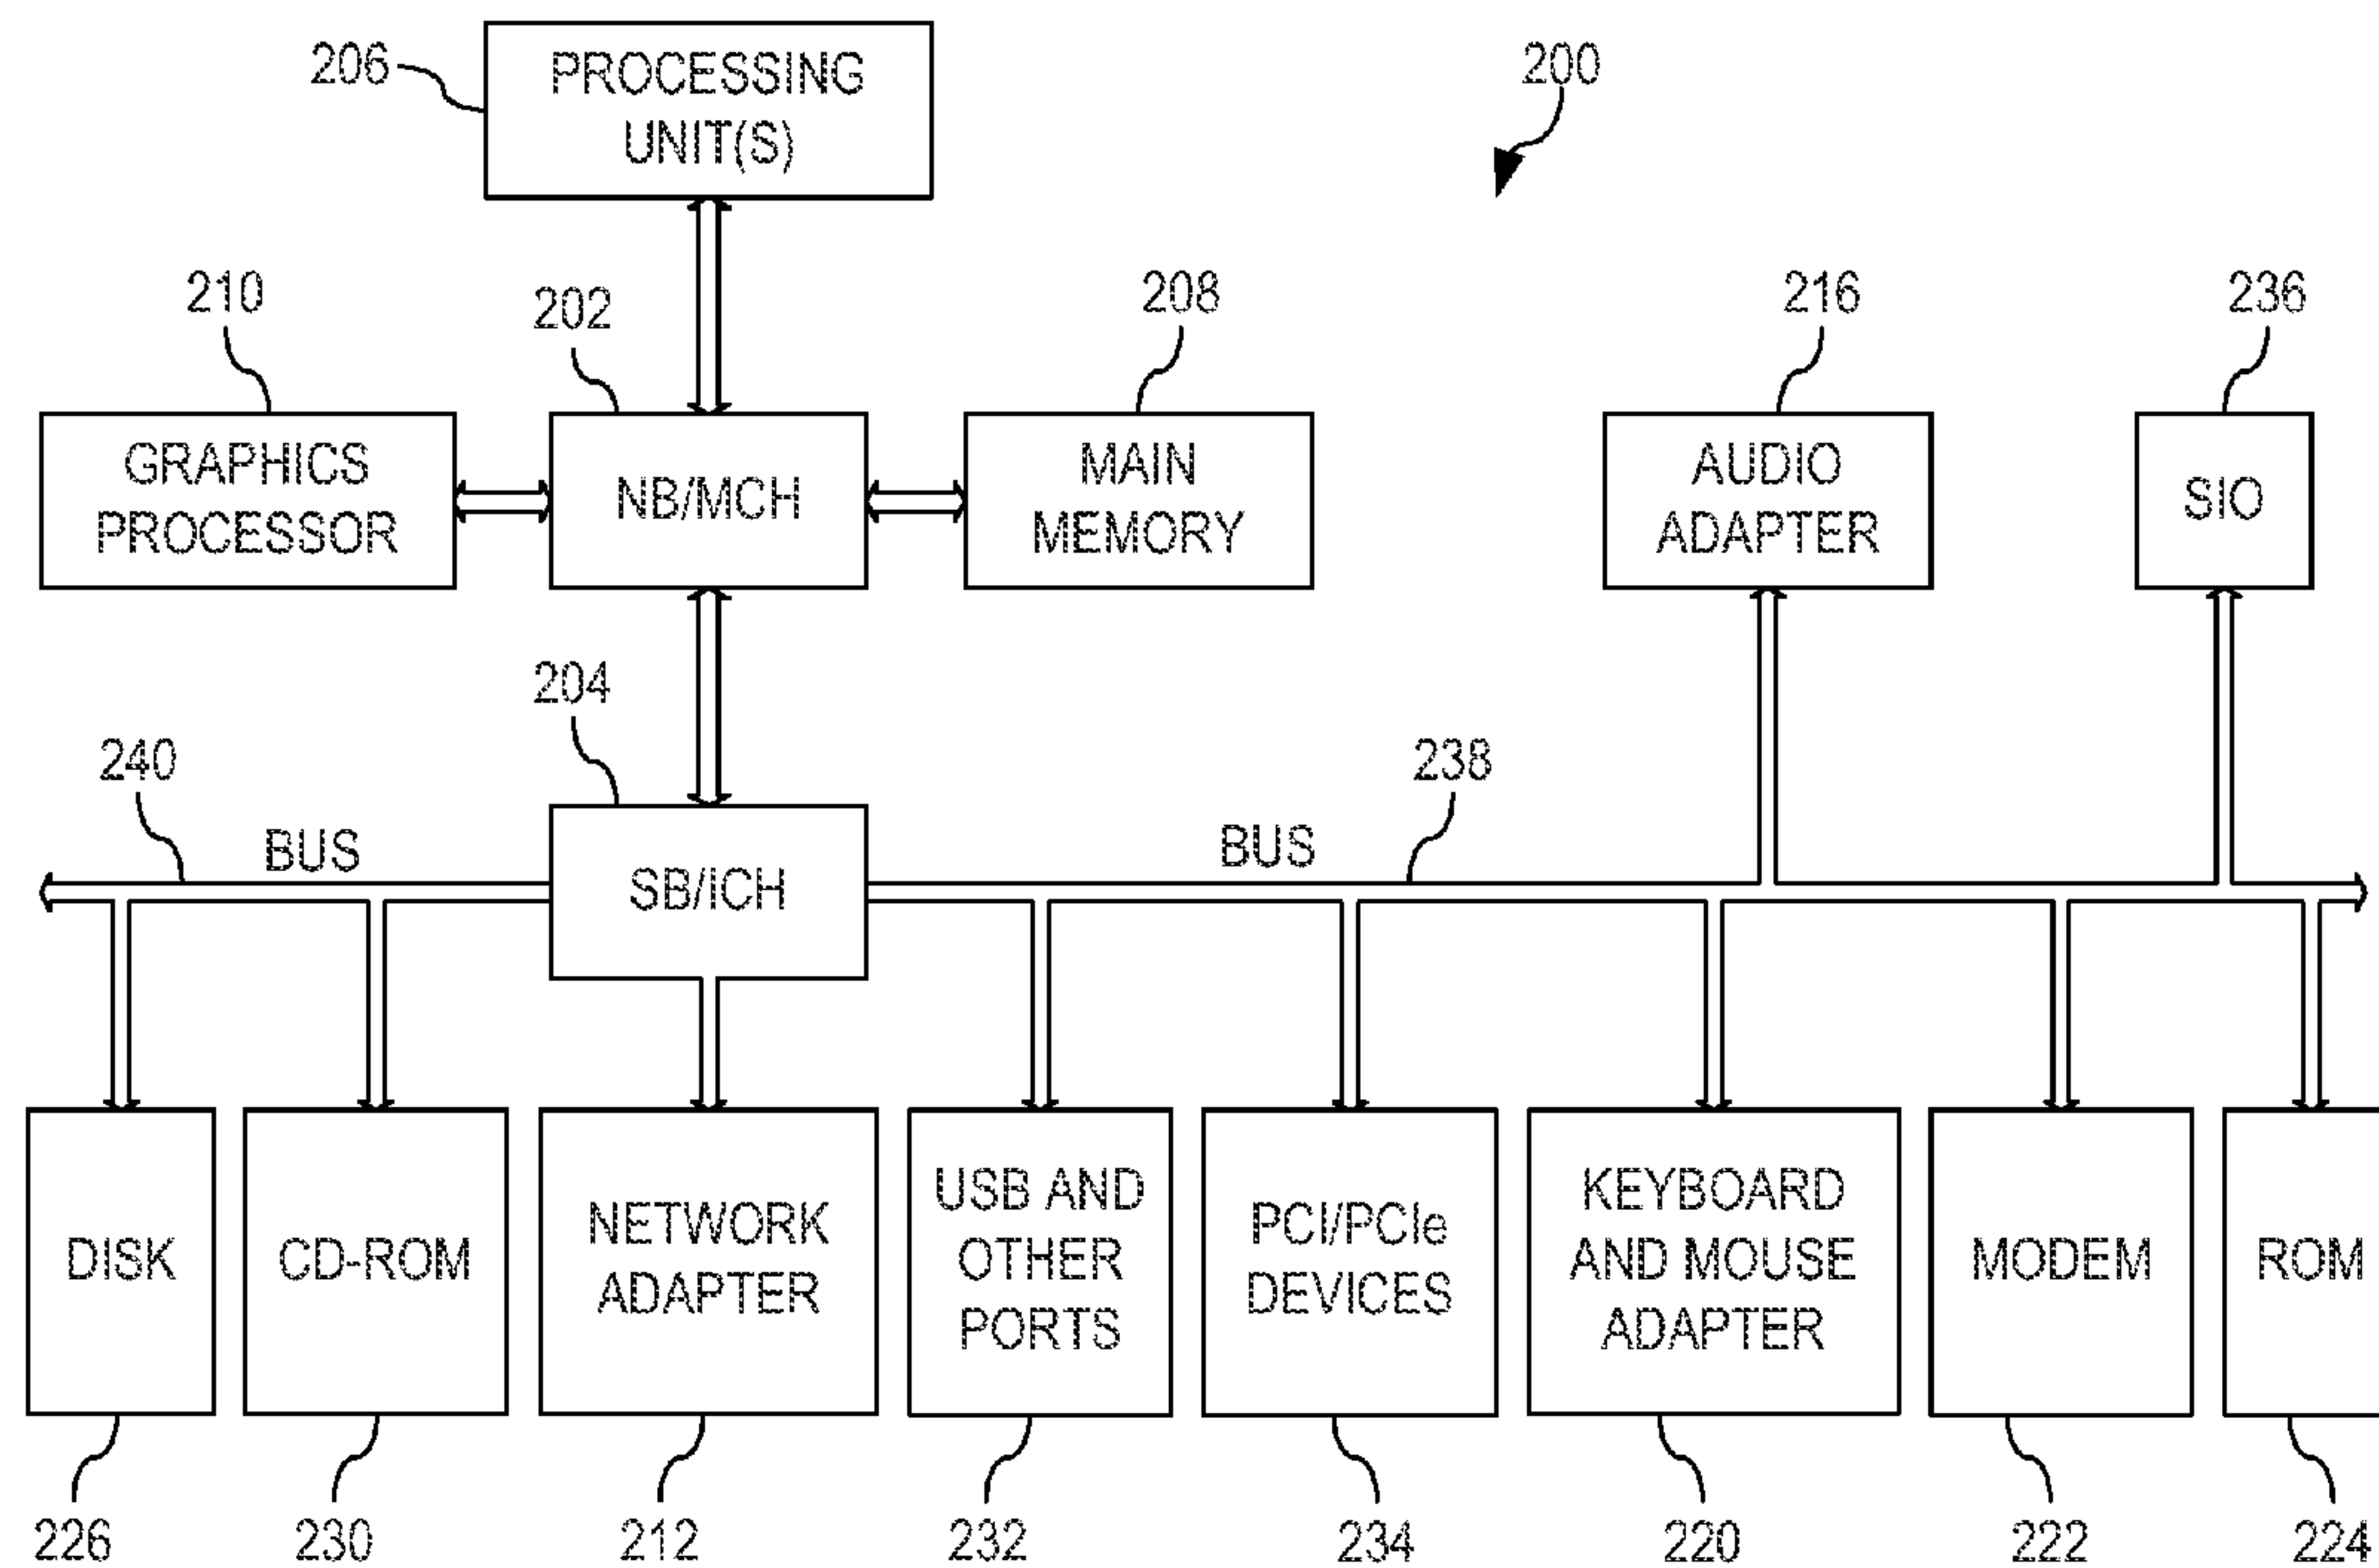 206
PROCESSING
UNIT(S)
200
210
202
208
216
236
GRAPHICS
PROCESSOR
NB/MCH
MAIN
MEMORY
AUDIO
ADAPTER
SIO
204
240
238
BUS
BUS
SB/ICH
DISK
CD-ROM
NETWORK
ADAPTER
USB AND
OTHER
PORTS
PCI/PCIe
DEVICES
KEYBOARD
AND MOUSE
ADAPTER
MODEM
ROM
226
230
212
232
234
220
222
224